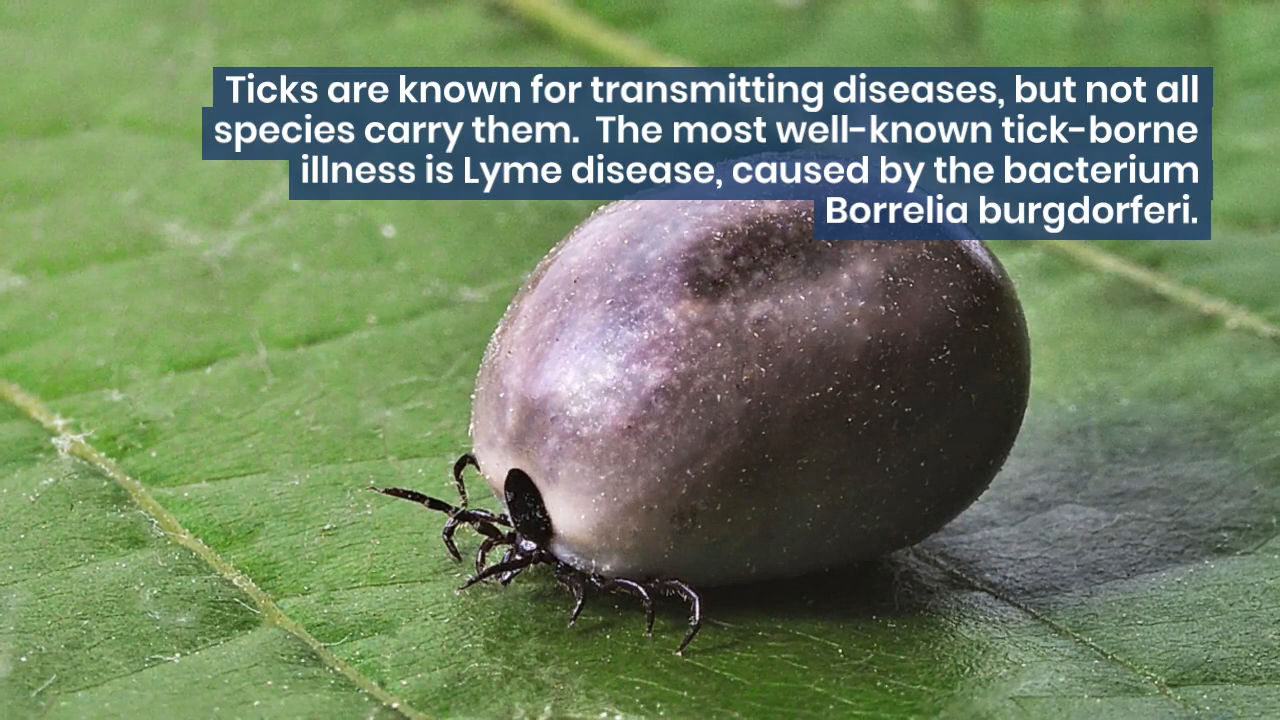 Ticks are known for transmitting diseases, but not all
species carry them.  The most well-known tick-borne
illness is Lyme disease, caused by the bacterium
Borrelia burgdorferi.